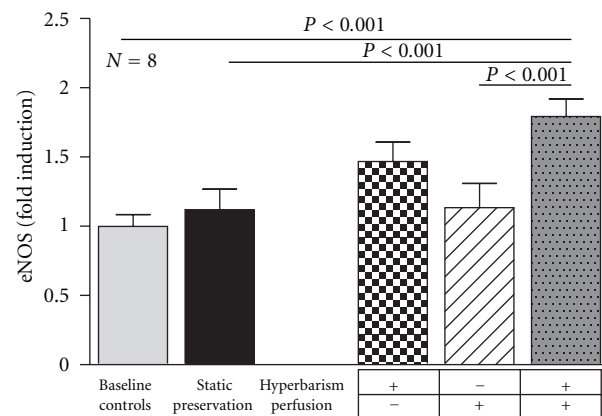 2.5
P < 0.001
N = 8
P < 0.001
P < 0.001
2
1.5
1
0.5
0
eNOS (fold induction)
Baseline controls
Static preservation
Hyperbarism + − +
perfusion − + +